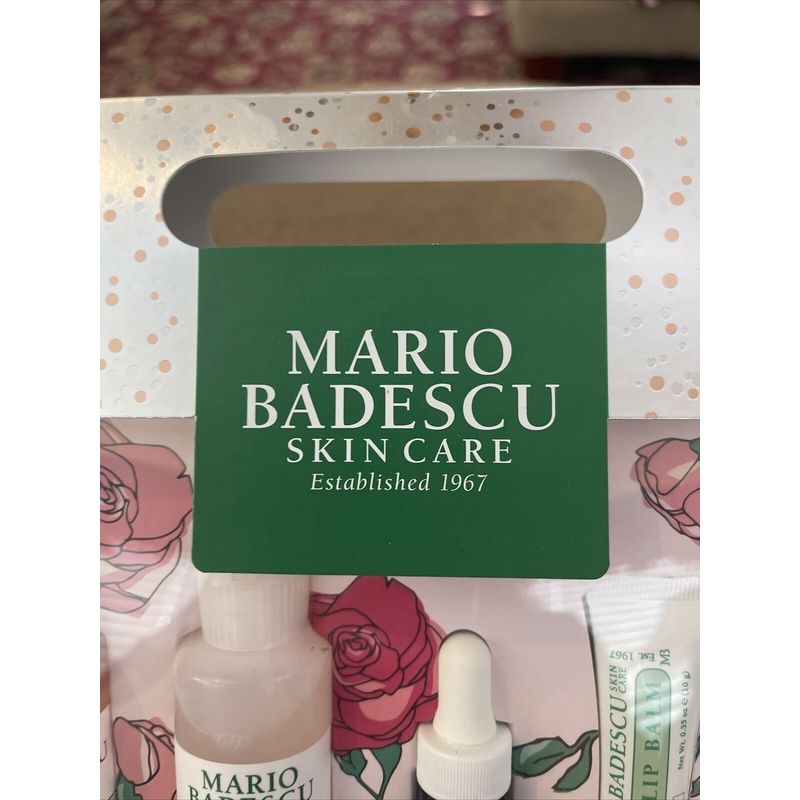 MARIO
BADESCU
SKIN CARE
Established 1967
MARIO
BADESCU
BADESCU SKIN CARE
Est. 1967
MB
LIP BALM
Net Wt. 0.35 oz ℮ (10 g)